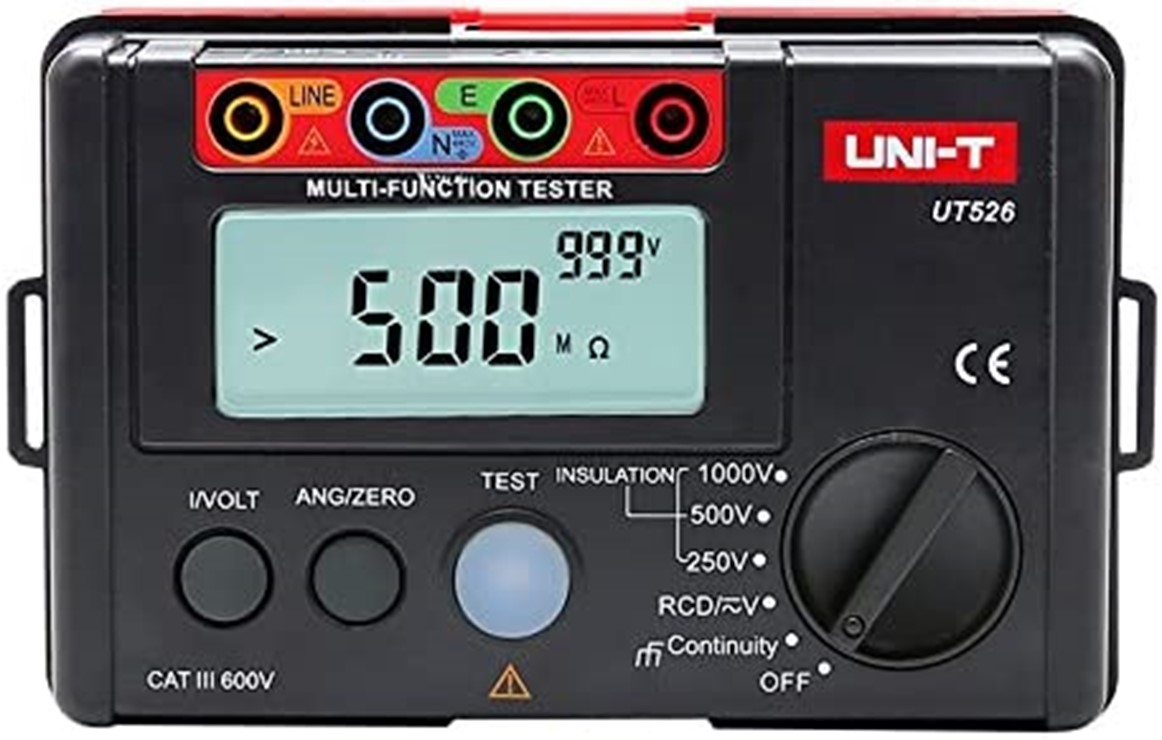 LINE E L
N
MULTI-FUNCTION TESTER
UNI-T
UT526
999V
> 500 M Ω
CE
I/VOLT ANG/ZERO TEST INSULATION 1000V
500V
250V
RCD/≂V
Continuity
OFF
CAT III 600V